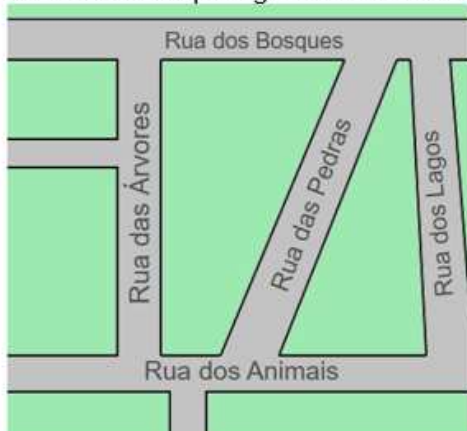 Rua dos Bosques
Rua das Árvores
Rua das Pedras
Rua dos Lagos
Rua dos Animais